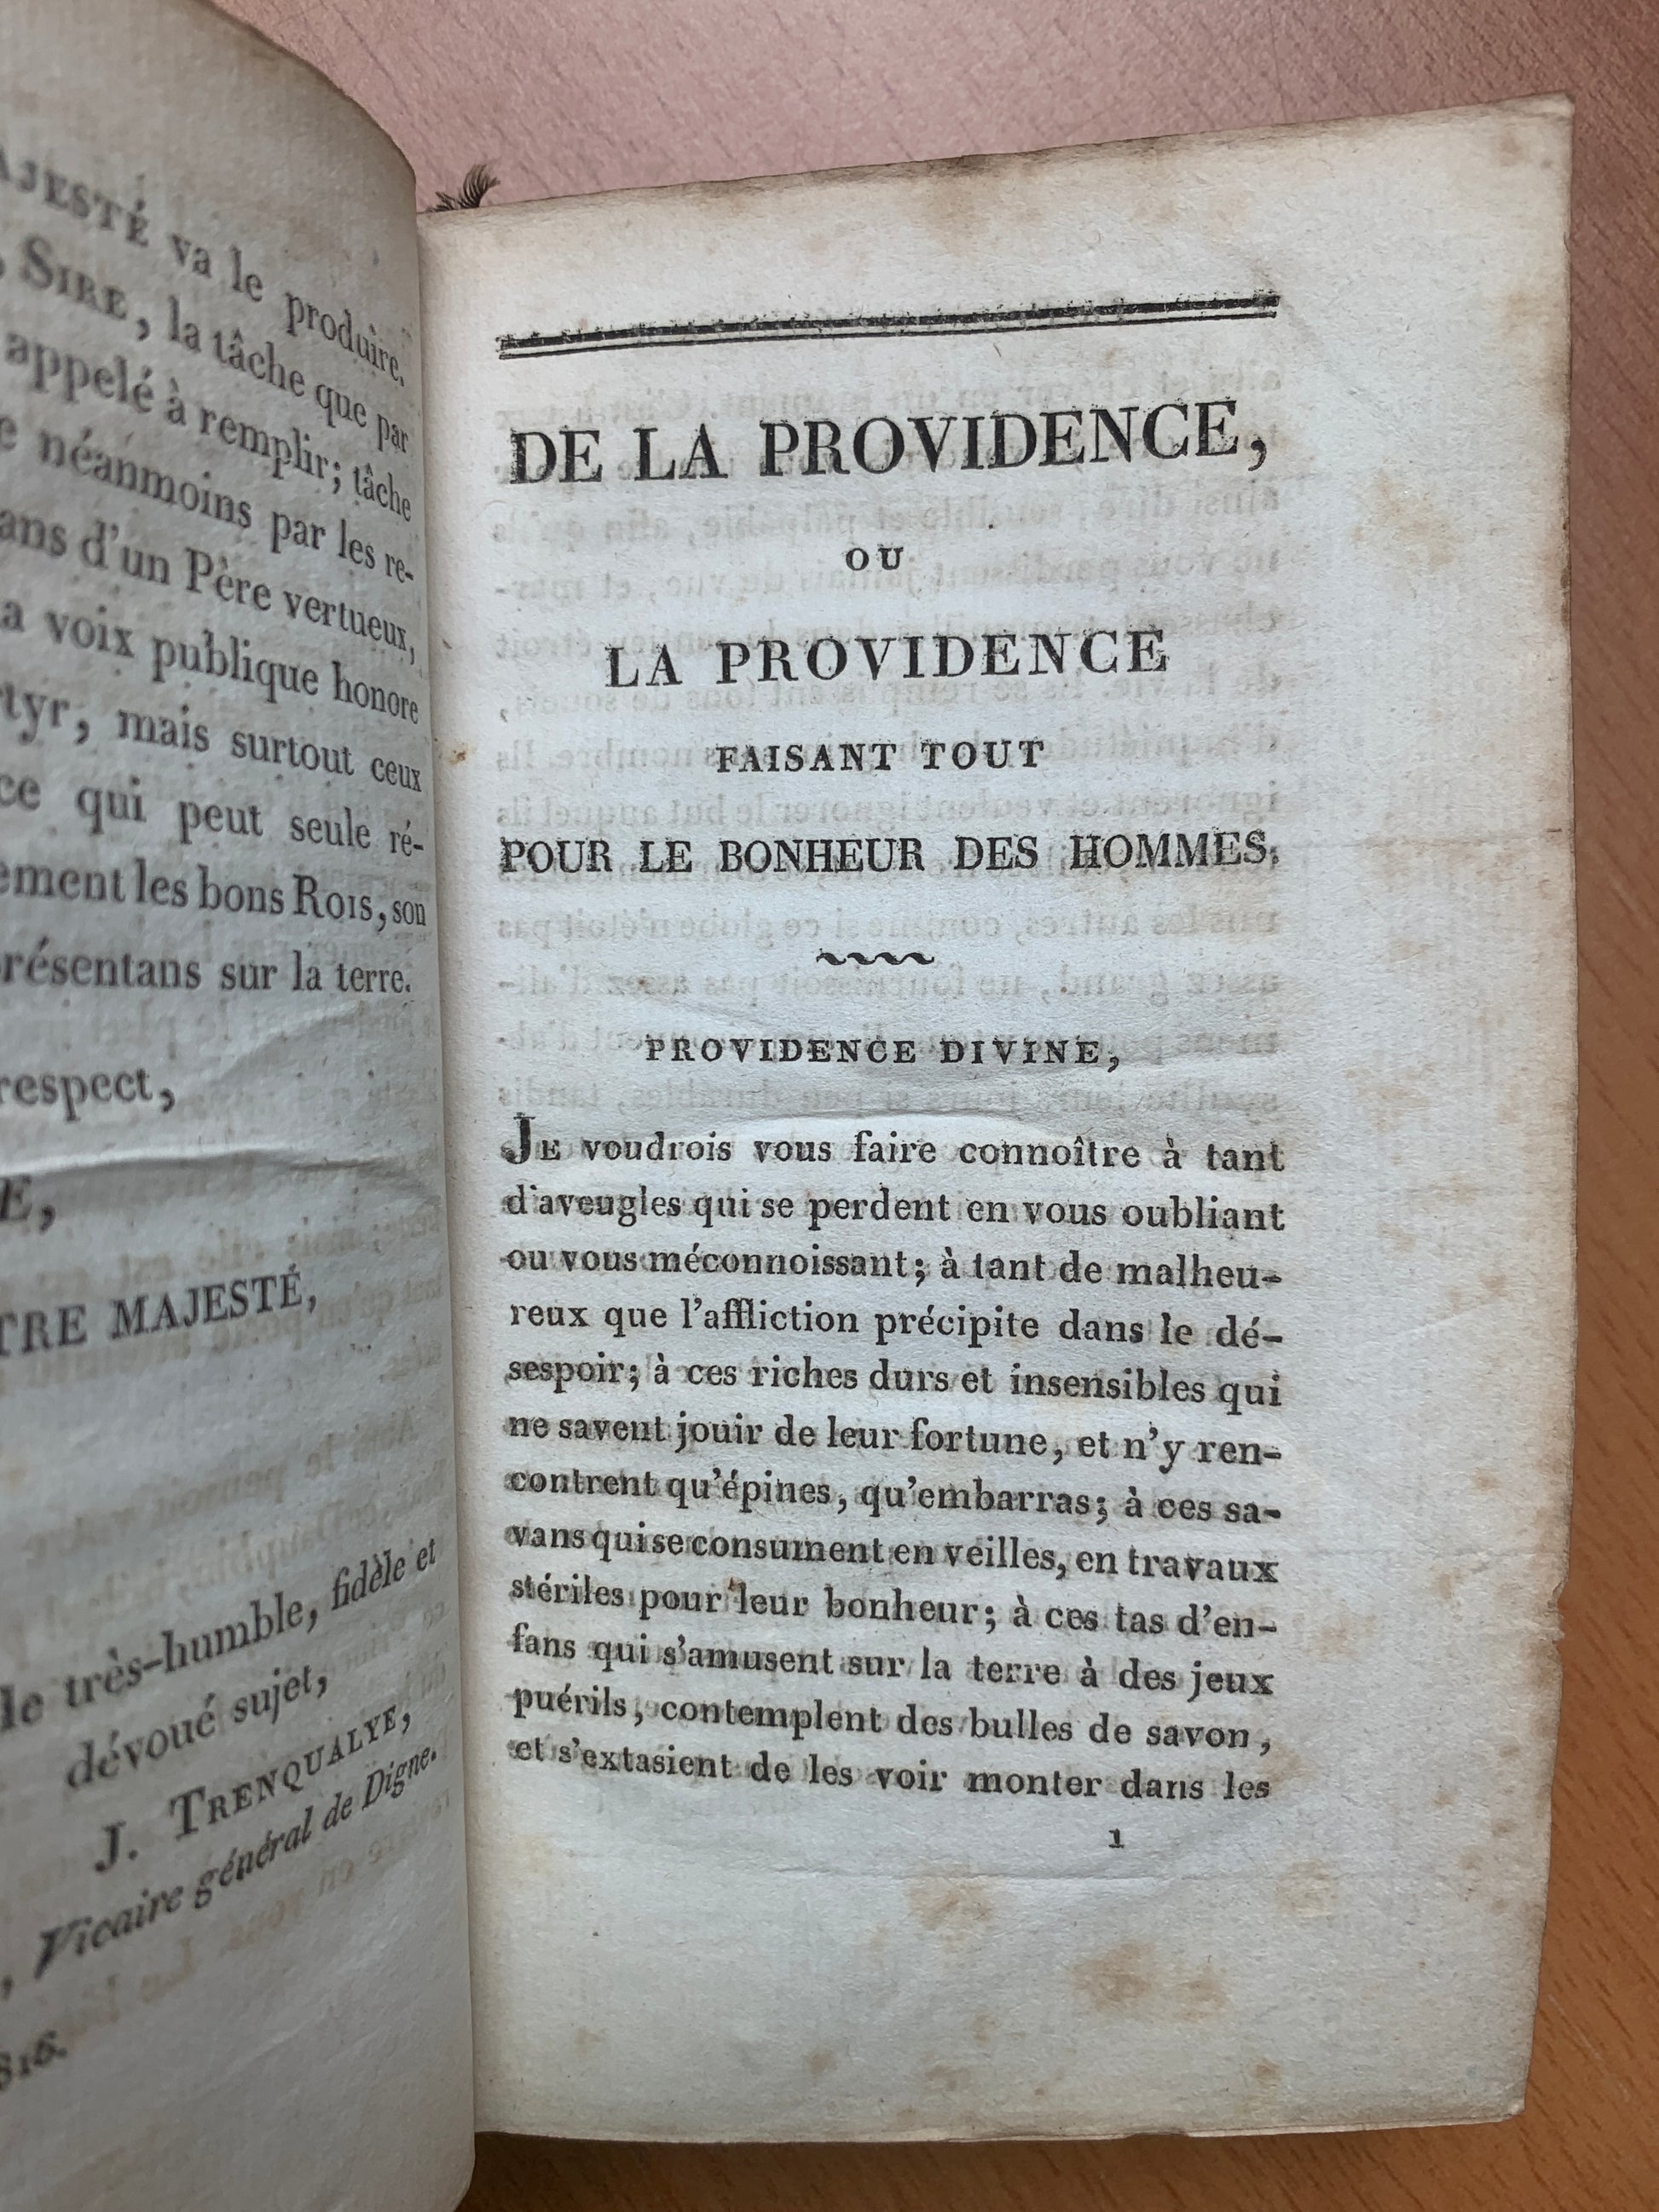 AJESTÉ va le produire.
, SIRE, la tâche que par
appelé à remplir; tâche
néanmoins par les re-
ans d'un Père vertueux,
a voix publique honore
rtyr, mais surtout ceux
ce qui peut seule ré-
ement les bons ROIS, son
présentans sur la terre.
respect,
E,
TRE MAJESTÉ,
le très-humble, fidèle et
dévoué sujet,
J. TRENQUALYE,
, Vicaire général de Digne.
816.
DE LA PROVIDENCE,
OU
LA PROVIDENCE
FAISANT TOUT
POUR LE BONHEUR DES HOMMES.
PROVIDENCE DIVINE,
JE voudrois vous faire connoître à tant
d'aveugles qui se perdent en vous oubliant
ou vous méconnoissant; à tant de malheu-
reux que l'affliction précipite dans le dé-
sespoir; à ces riches durs et insensibles qui
ne savent jouir de leur fortune, et n'y ren-
contrent qu'épines, qu'embarras; à ces sa-
vans qui se consument en veilles, en travaux
stériles pour leur bonheur; à ces tas d'en-
fans qui s'amusent sur la terre à des jeux
puérils, contemplent des bulles de savon,
et s'extasient de les voir monter dans les
1